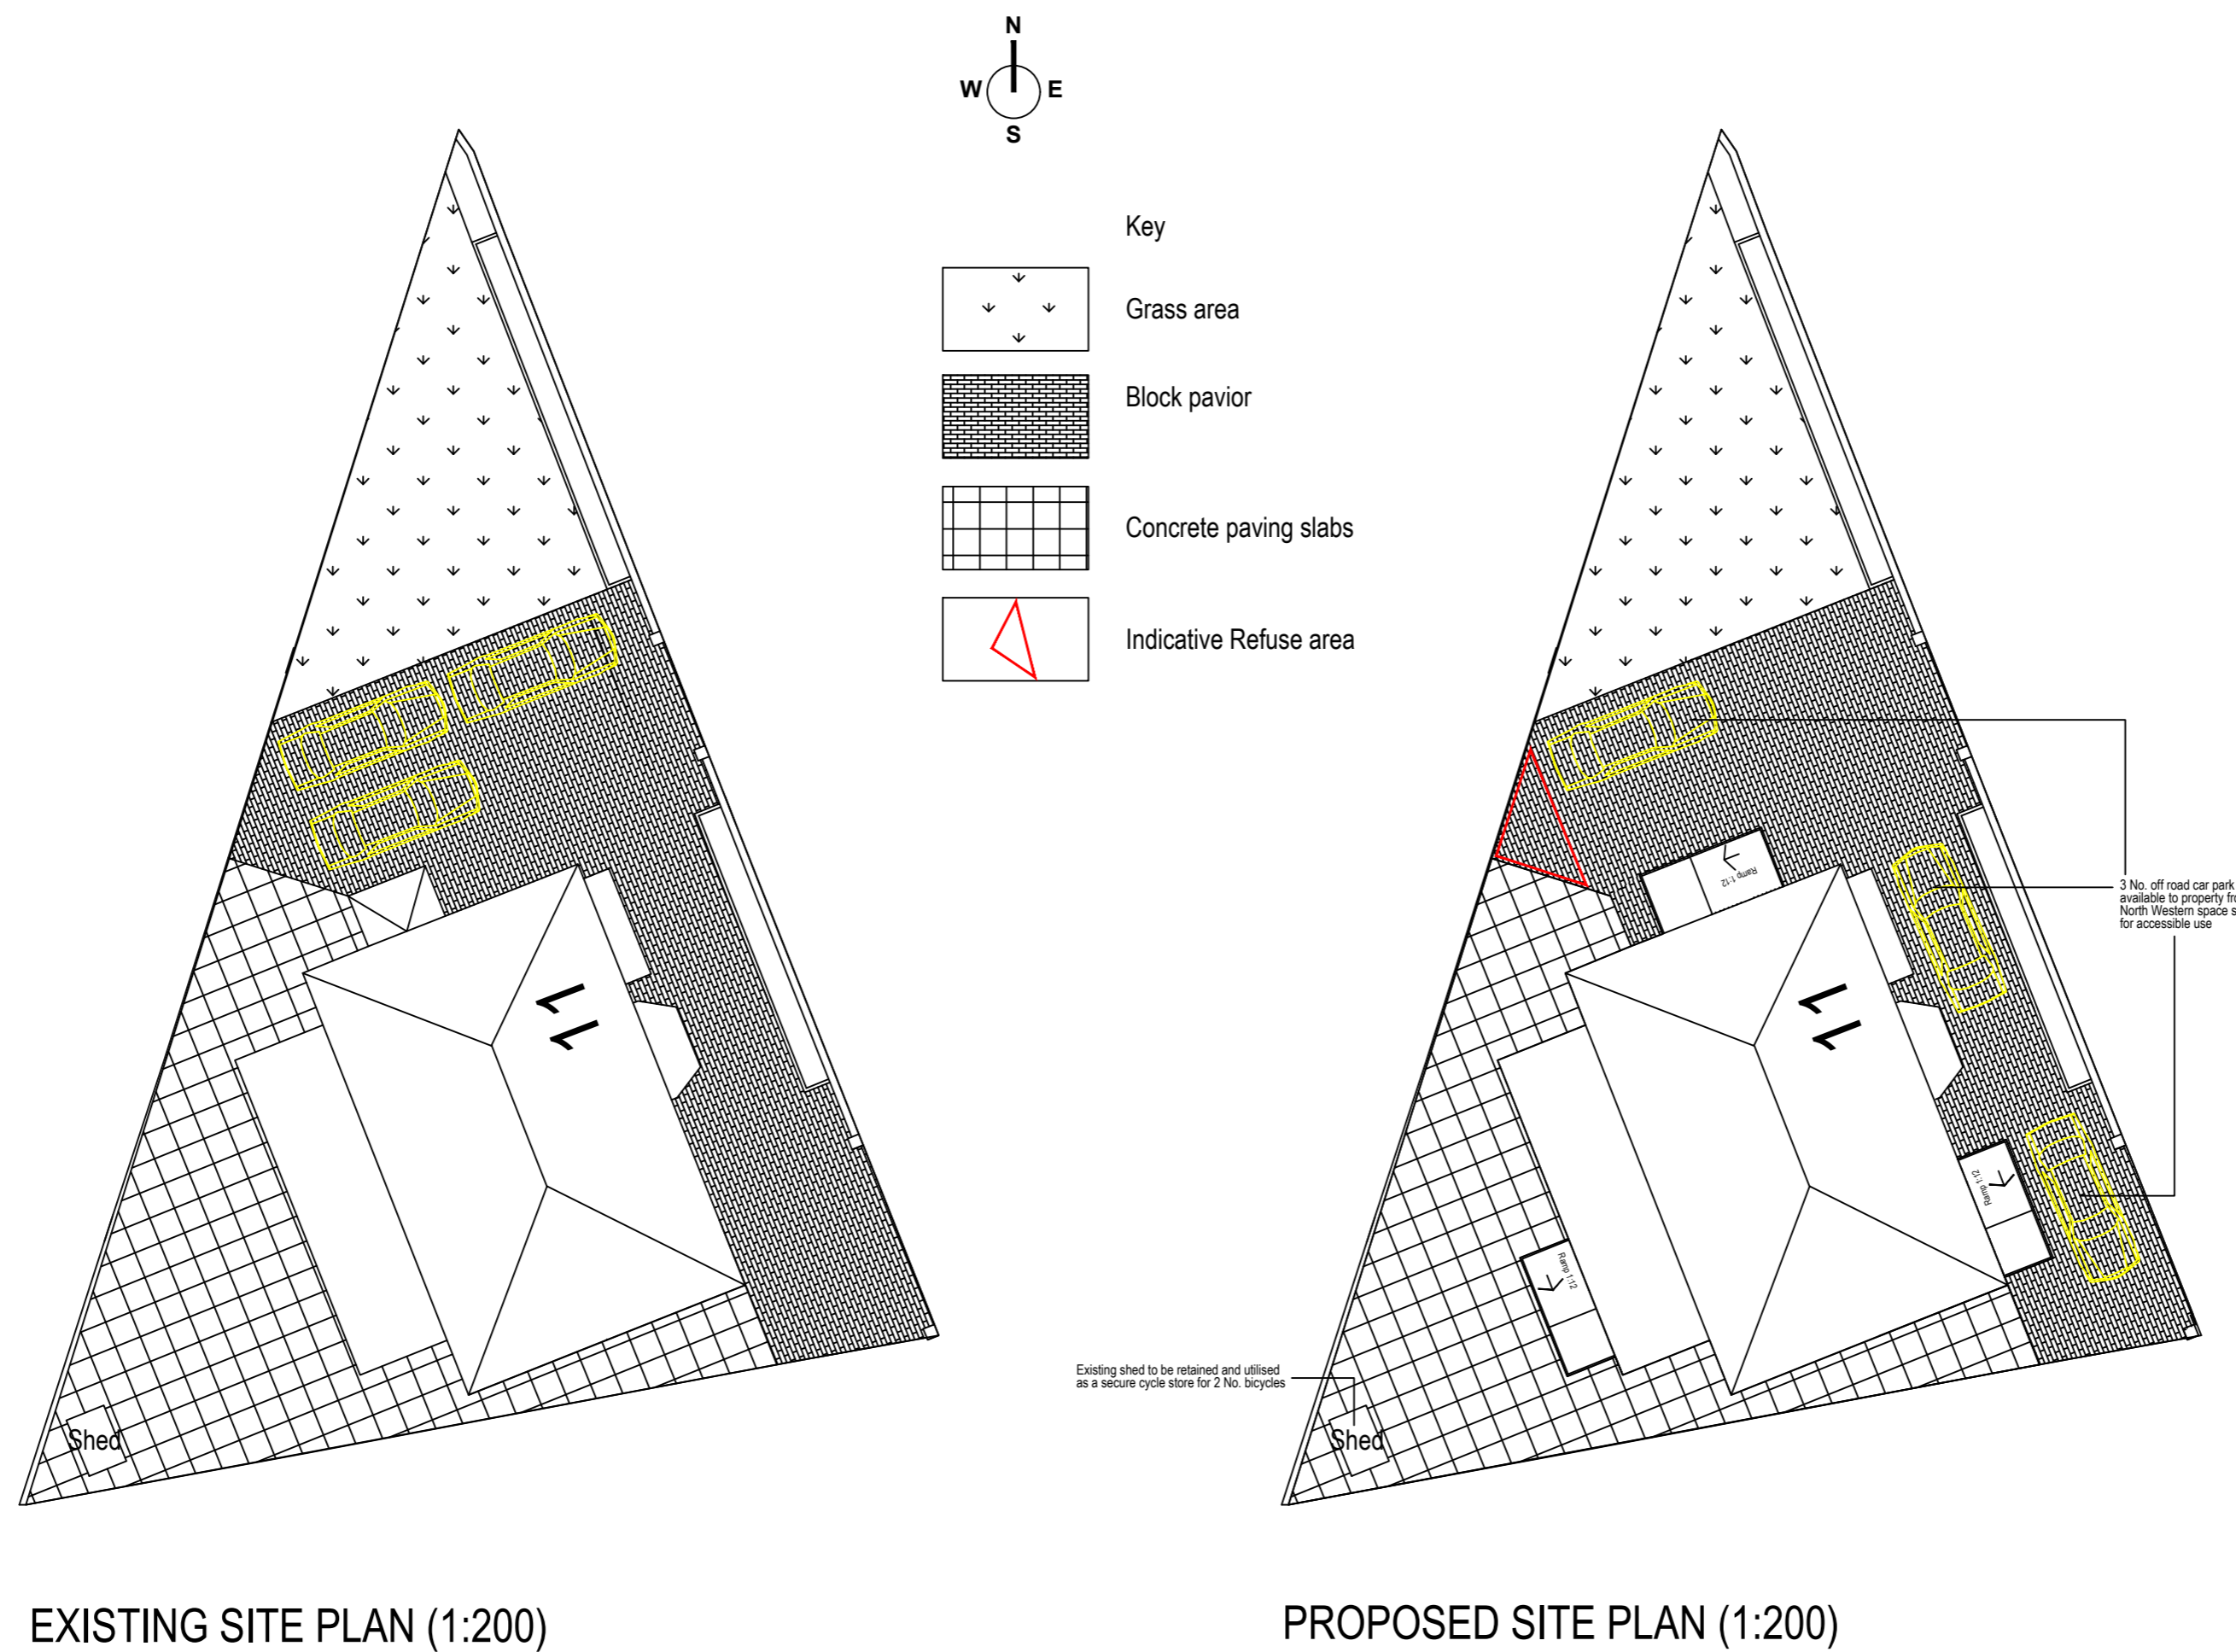 N
W E
S
Key
Grass area
Block pavior
Concrete paving slabs
Indicative Refuse area
11
Shed
EXISTING SITE PLAN (1:200)
Ramp 1:12
3 No. off road car park
available to property
North Western space
for accessible use
11
Ramp 1:12
Ramp 1:12
Existing shed to be retained and utilised
as a secure cycle store for 2 No. bicycles
Shed
PROPOSED SITE PLAN (1:200)